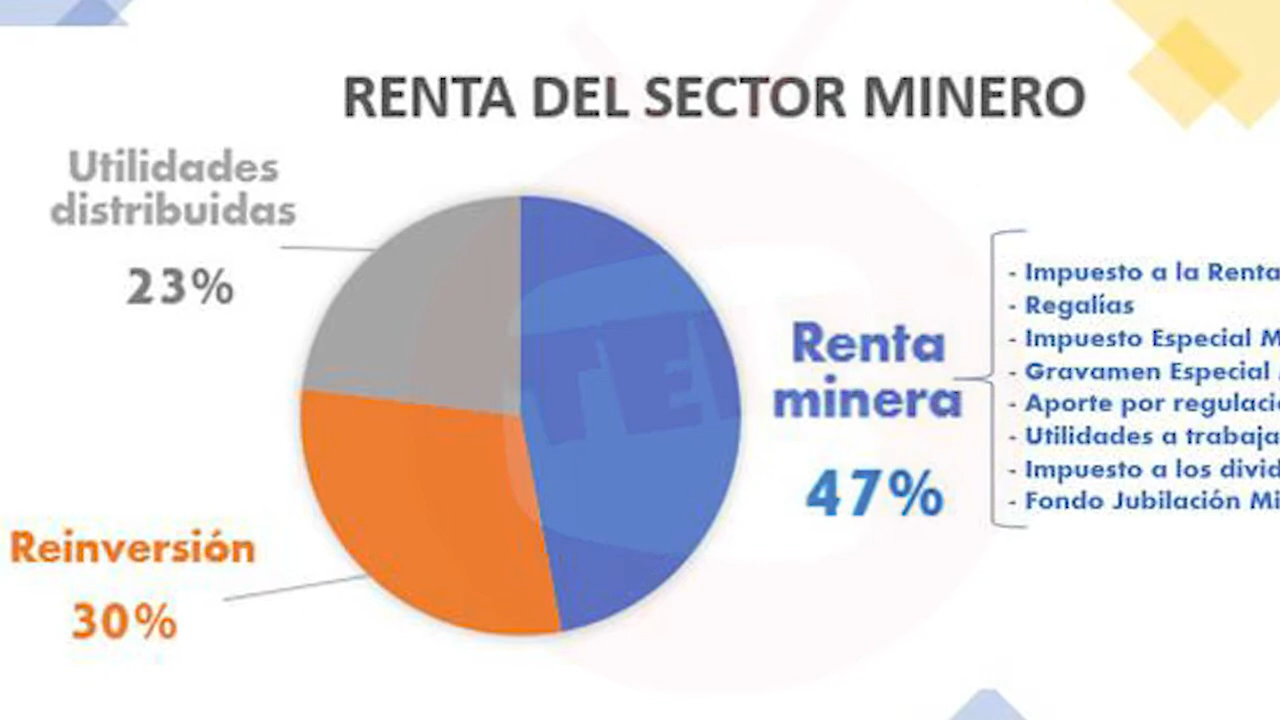 RENTA DEL SECTOR MINERO
Utilidades
distribuidas
23%
Reinversión
30%
Renta
minera
47%
- Impuesto a la Renta
- Regalías
- Impuesto Especial
- Gravamen Especial
- Aporte por
- Utilidades a
- Impuesto a los
- Fondo Jubilación